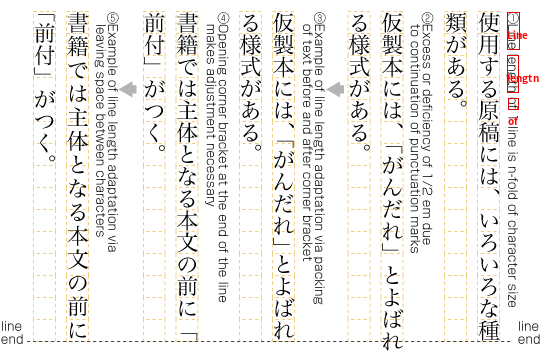 ①Line length of a line is n-fold of character size
使用する原稿には、いろいろな種
類がある。
②Excess or deficiency of 1/2 em due
to continuation of punctuation marks
仮製本には、「がんだれ」とよばれ
る様式がある。
③Example of line length adaptation via packing
of text before and after corner bracket
仮製本には、「がんだれ」とよばれ
る様式がある。
④Opening corner bracket at the end of the line
makes adjustment necessary
書籍では主体となる本文の前に「
前付」がつく。
⑤Example of line length adaptation via
leaving space between characters
書籍では主体となる本文の前に
「前付」がつく。
line
end
line
end
Line
length
of